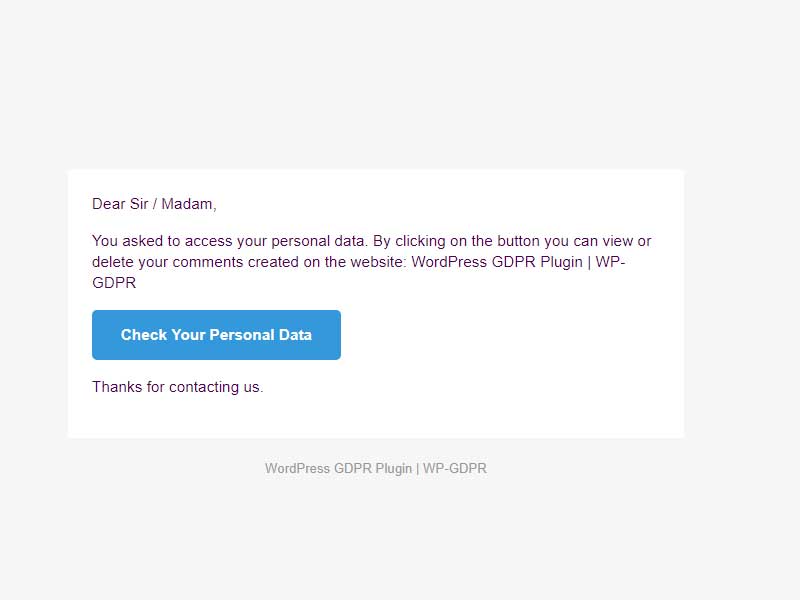 Dear Sir / Madam,
You asked to access your personal data. By clicking on the button you can view or
delete your comments created on the website: WordPress GDPR Plugin | WP-
GDPR
Check Your Personal Data
Thanks for contacting us.
WordPress GDPR Plugin | WP-GDPR